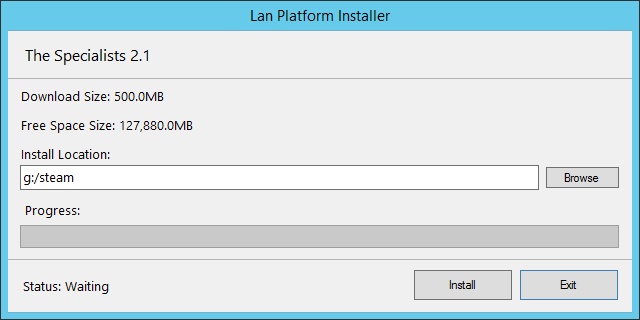 Lan Platform Installer
The Specialists 2.1
Download Size: 500.0MB
Free Space Size: 127,880.0MB
Install Location:
g:/steam
Browse
Progress:
Status: Waiting
Install
Exit